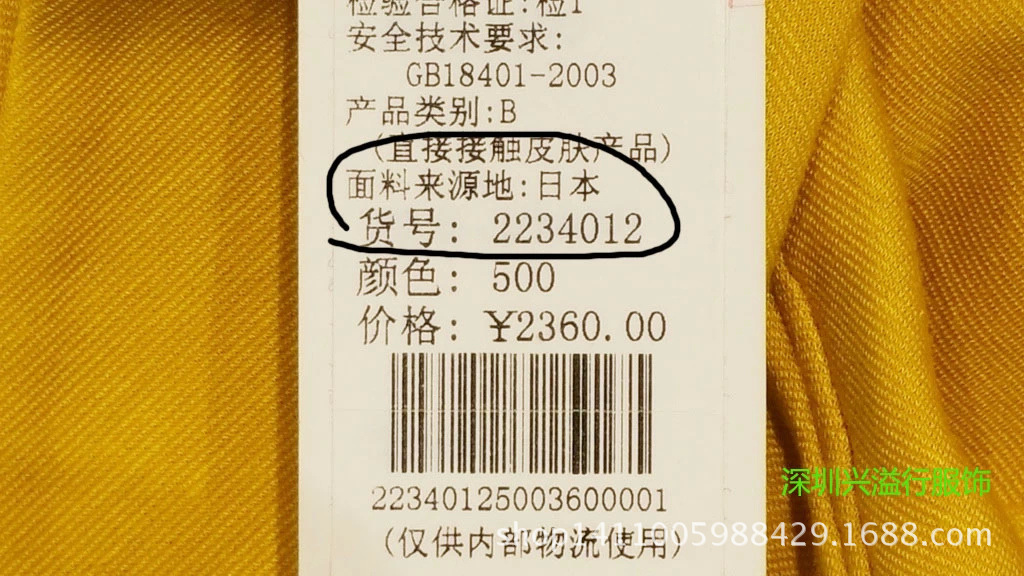 检验合格证:检1
安全技术要求:
GB18401-2003
产品类别:B
(直接接触皮肤产品)
面料来源地:日本
货号: 2234012
颜色: 500
价格: ¥2360.00
22340125003600001
(仅供内部物流使用)
深圳兴溢行服饰
shop1411005988429.1688.com